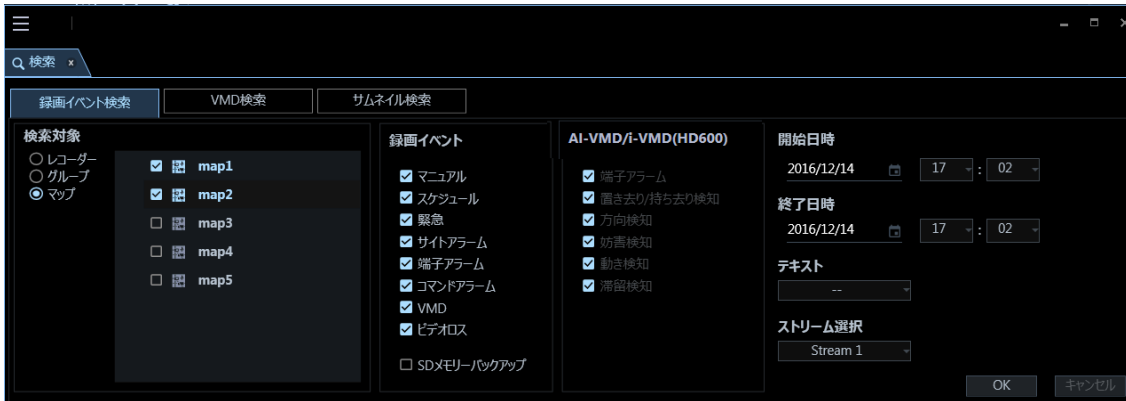 検索 x
録画イベント検索
VMD検索
サムネイル検索
検索対象
レコーダー
グループ
マップ
map1
map2
map3
map4
map5
録画イベント
マニュアル
スケジュール
緊急
サイトアラーム
端子アラーム
コマンドアラーム
VMD
ビデオロス
SDメモリーバックアップ
AI-VMD/i-VMD(HD600)
端子アラーム
置き去り/持ち去り検知
方向検知
妨害検知
動き検知
滞留検知
開始日時
2016/12/14 17 : 02
終了日時
2016/12/14 17 : 02
テキスト
--
ストリーム選択
Stream 1
OK
キャンセル